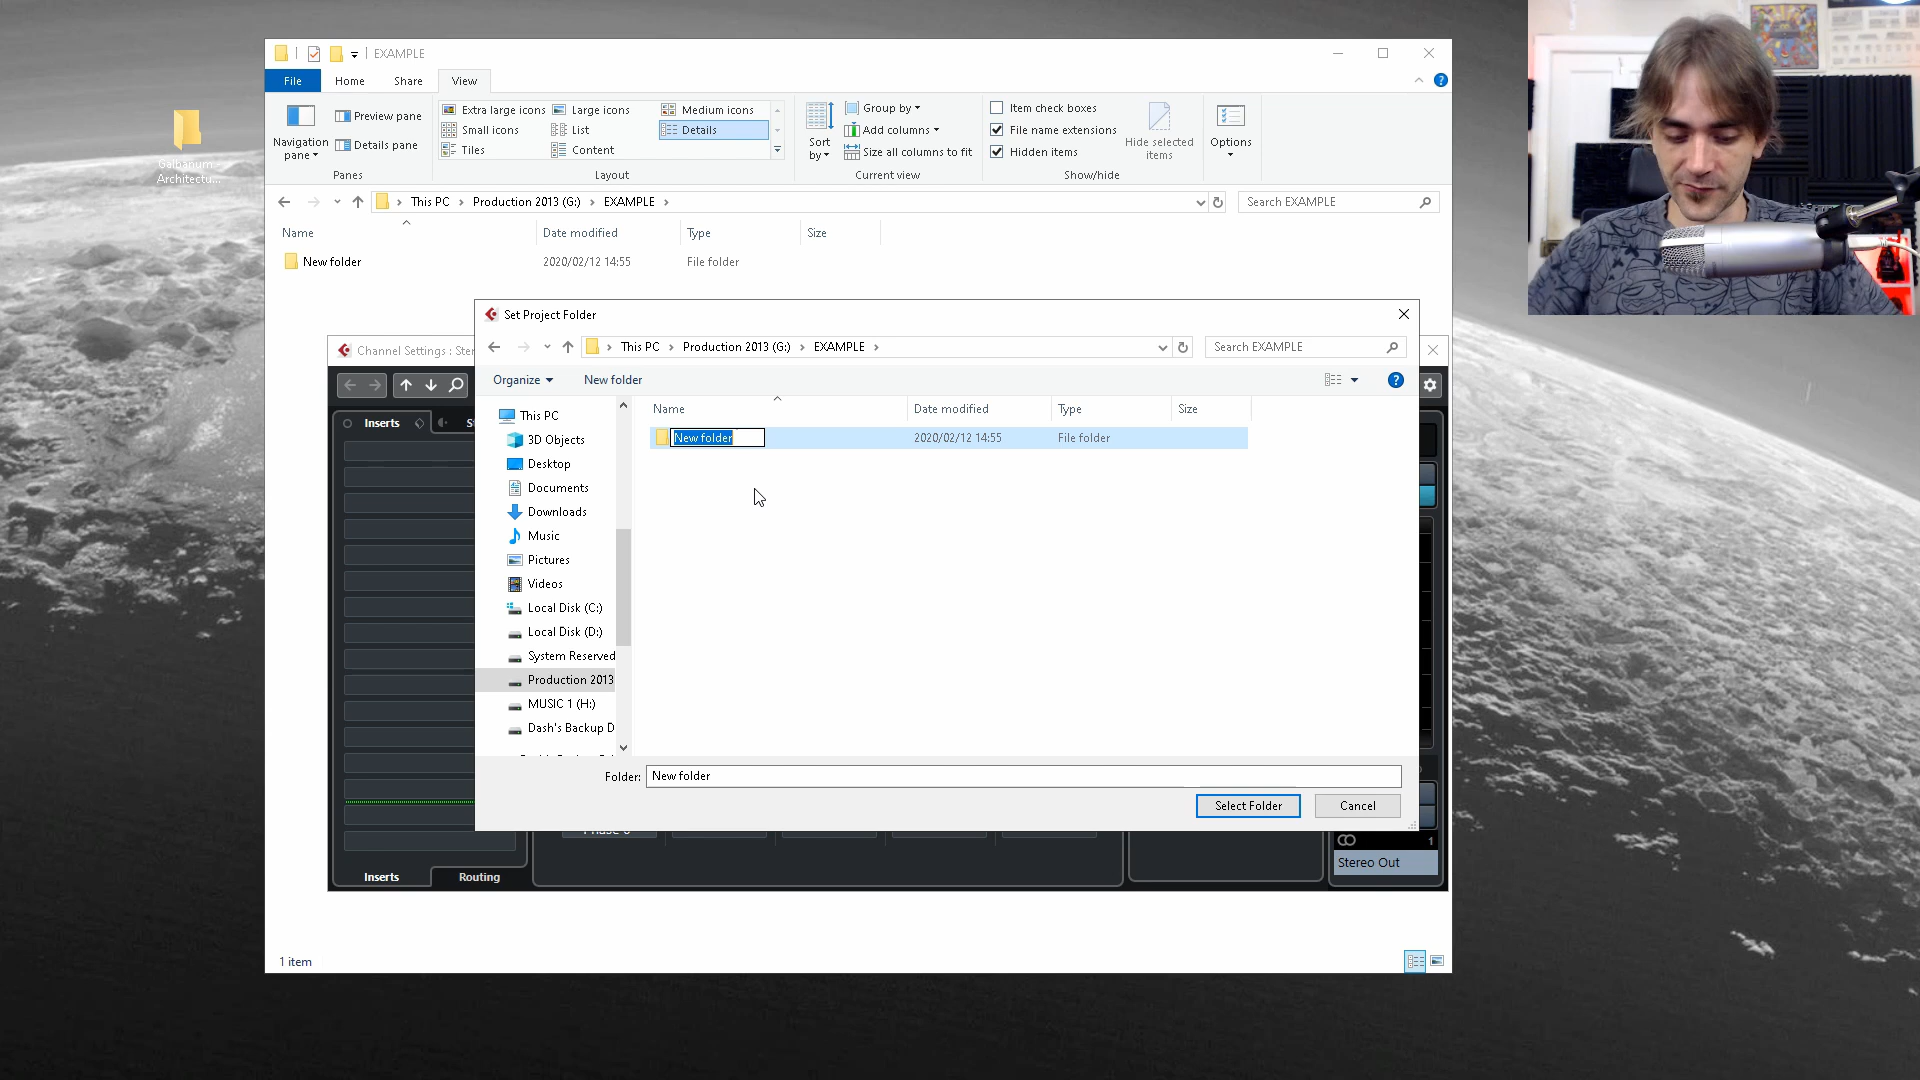 EXAMPLE
File Home Share View
Navigation pane
Preview pane
Details pane
Panes
Extra large icons Large icons Medium icons
Small icons List Details
Tiles Content
Layout
Sort by
Group by
Add columns
Size all columns to fit
Current view
Item check boxes
File name extensions
Hidden items
Hide selected items
Show/hide
Options
This PC Production 2013 (G:) EXAMPLE
Search EXAMPLE
Name Date modified Type Size
New folder 2020/02/12 14:55 File folder
Galbanum -
Architectu...
Set Project Folder
This PC Production 2013 (G:) EXAMPLE
Search EXAMPLE
Organize New folder
Name Date modified Type Size
New folder 2020/02/12 14:55 File folder
This PC
3D Objects
Desktop
Documents
Downloads
Music
Pictures
Videos
Local Disk (C:)
Local Disk (D:)
System Reserved
Production 2013
MUSIC 1 (H:)
Dash's Backup D
Folder: New folder
Select Folder Cancel
Channel Settings : Ster
Inserts
1
Stereo Out
Inserts Routing
1 item